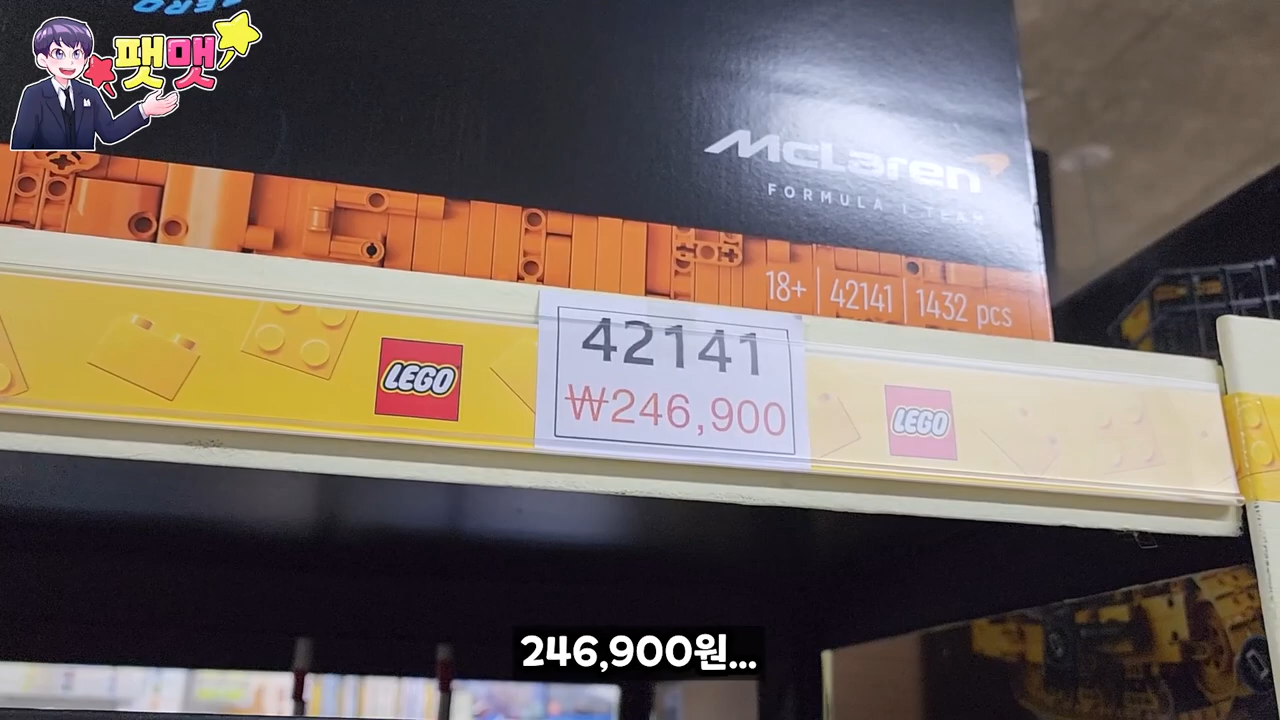 팻맷
McLaren
FORMULA 1 TEAM
18+ | 42141 | 1432 pcs
42141
₩246,900
LEGO
LEGO
246,900원...